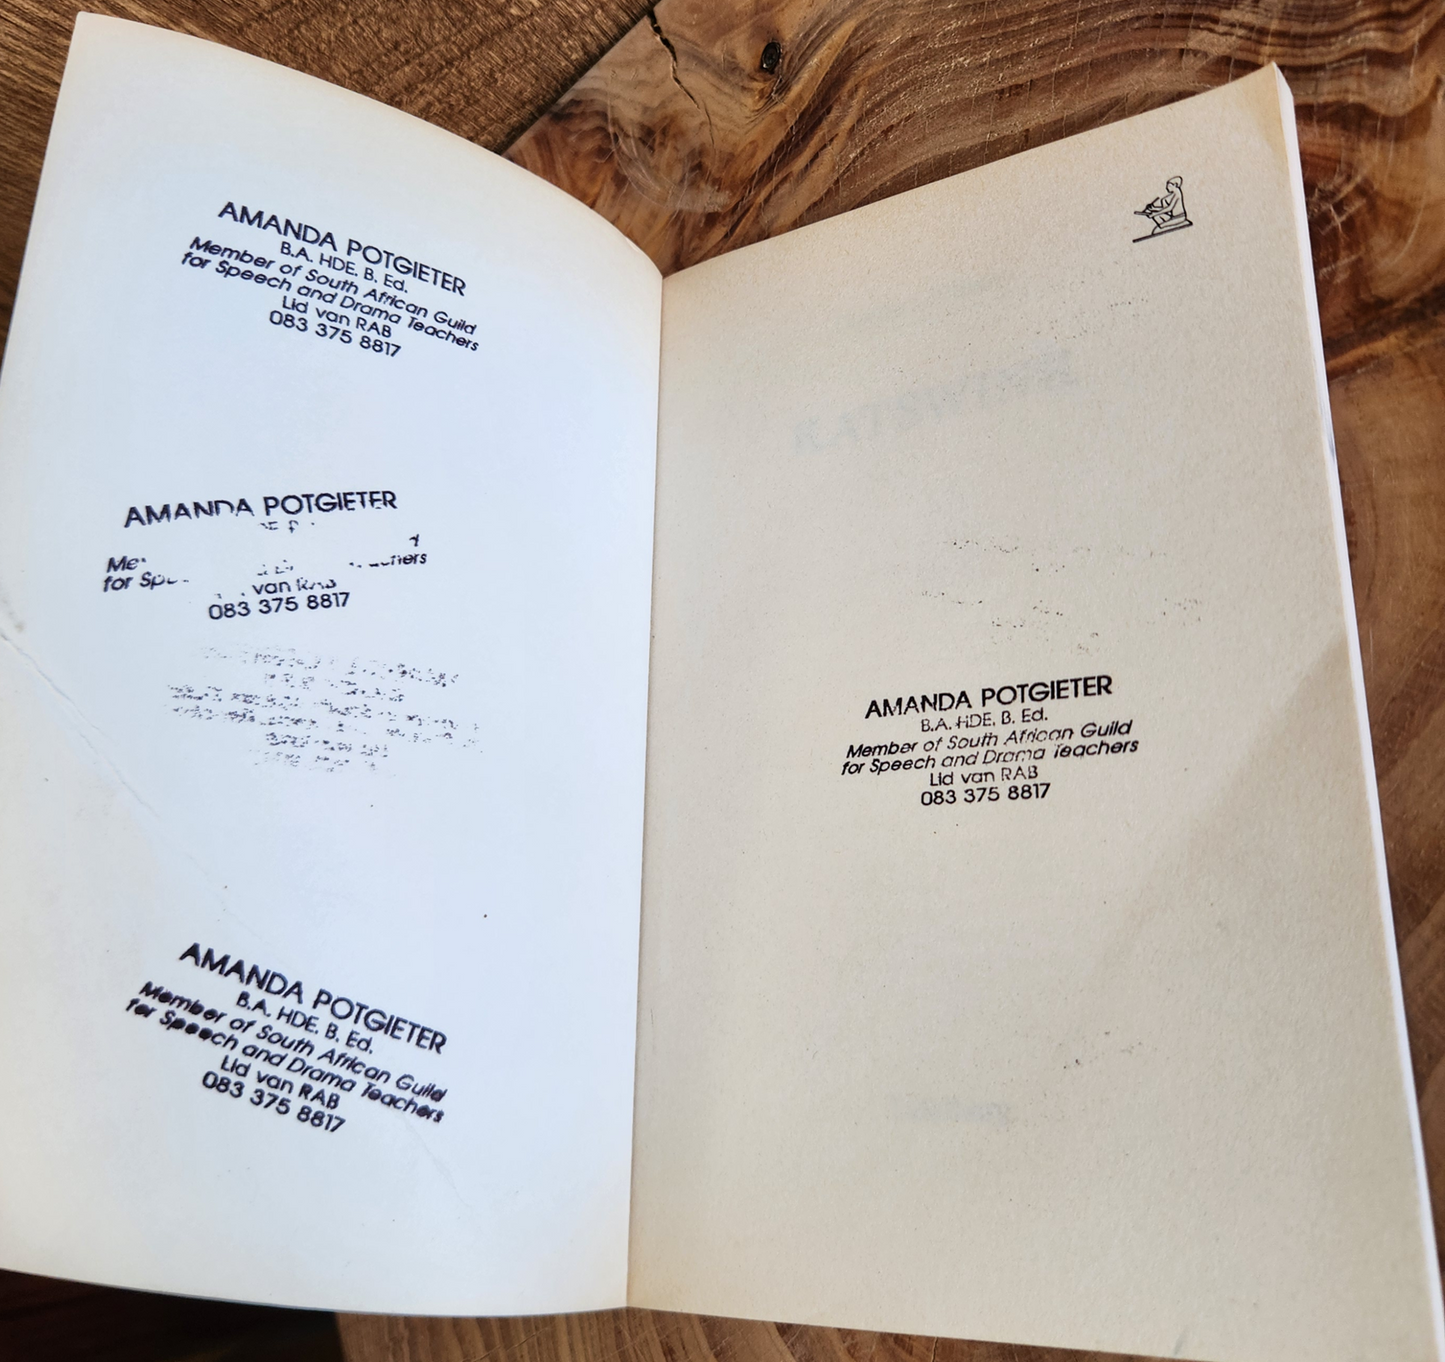 AMANDA POTGIETER
B.A. HDE. B. Ed.
Member of South African Guild
for Speech and Drama Teachers
Lid van RAB
083 375 8817
AMANDA POTGIETER
van RAB
083 375 8817
AMANDA POTGIETER
B.A. HDE. B. Ed.
Member of South African Guild
for Speech and Drama Teachers
Lid van RAB
083 375 8817
AMANDA POTGIETER
B.A. HDE. B. Ed.
Member of South African Guild
for Speech and Drama Teachers
Lid van RAB
083 375 8817